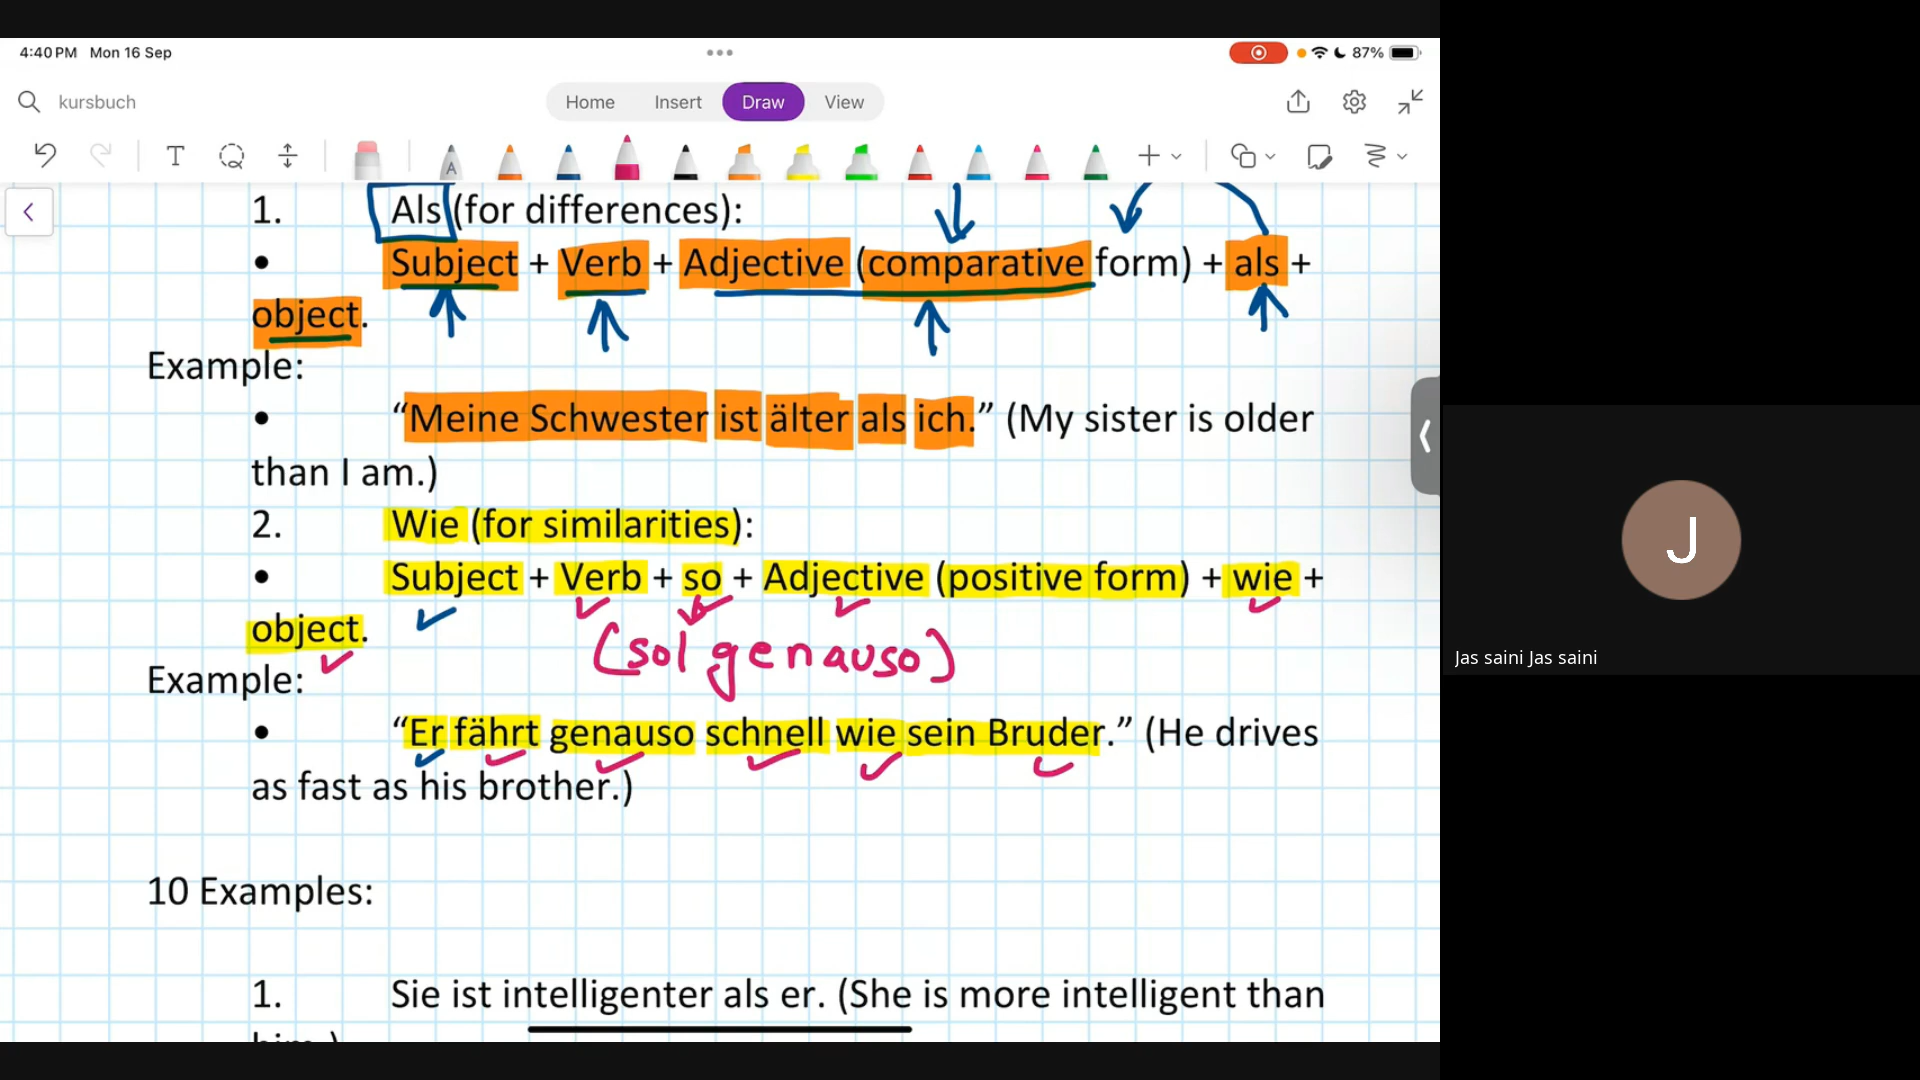 4:40 PM Mon 16 Sep
87%
kursbuch
Home Insert Draw View
T
A
1. Als (for differences):
• Subject + Verb + Adjective (comparative form) + als +
object.
Example:
• “Meine Schwester ist älter als ich.” (My sister is older
than I am.)
2. Wie (for similarities):
• Subject + Verb + so + Adjective (positive form) + wie +
object.
(so/ genauso)
Example:
• “Er fährt genauso schnell wie sein Bruder.” (He drives
as fast as his brother.)
10 Examples:
1. Sie ist intelligenter als er. (She is more intelligent than
him.)
J
Jas saini Jas saini